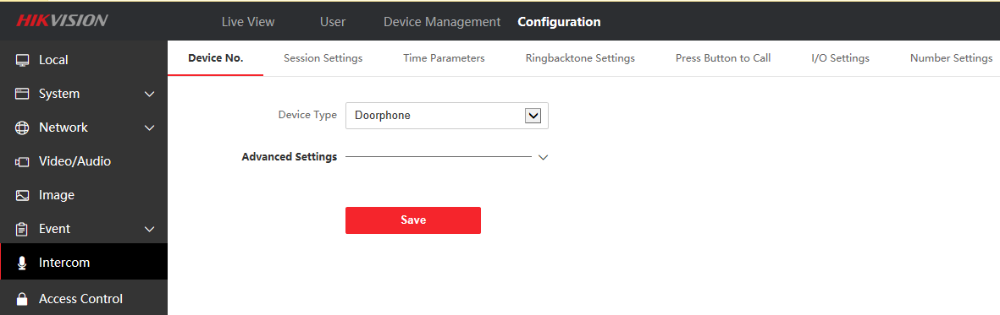 HIKVISION Live View User Device Management Configuration
Local
System
Network
Video/Audio
Image
Event
Intercom
Access Control
Device No. Session Settings Time Parameters Ringbacktone Settings Press Button to Call I/O Settings Number Settings
Device Type Doorphone
Advanced Settings
Save